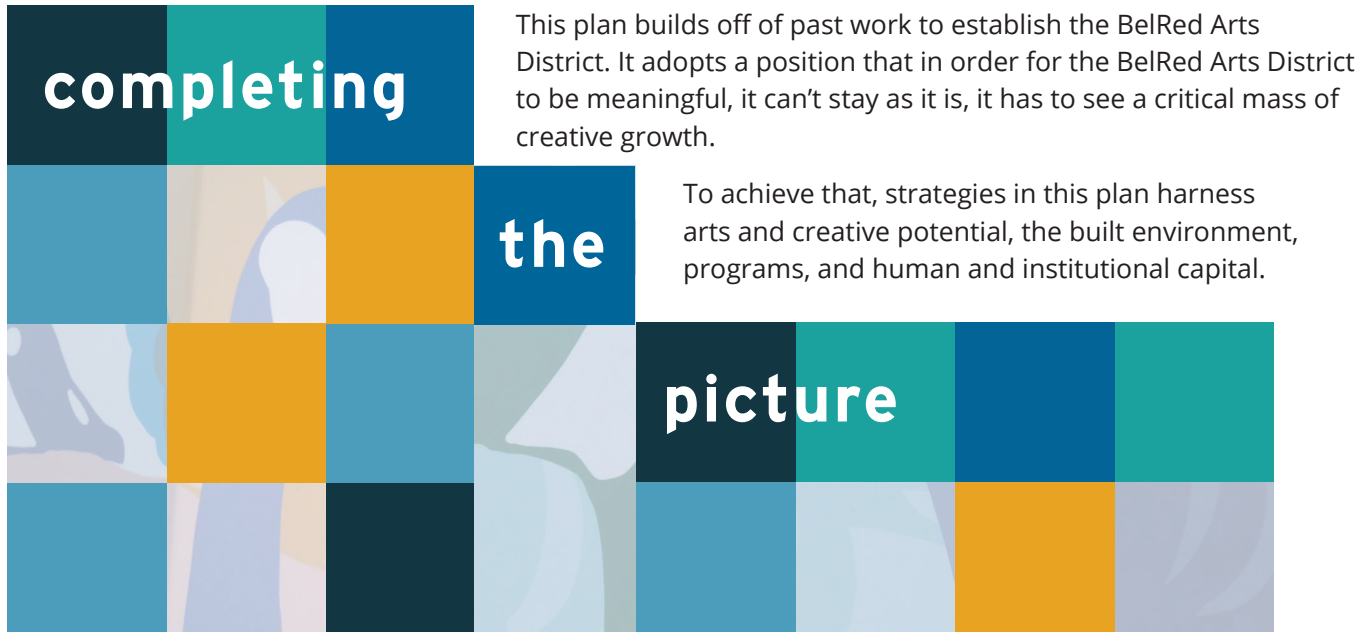 completing
This plan builds off of past work to establish the BelRed Arts
District. It adopts a position that in order for the BelRed Arts District
to be meaningful, it can’t stay as it is, it has to see a critical mass of
creative growth.
the
To achieve that, strategies in this plan harness
arts and creative potential, the built environment,
programs, and human and institutional capital.
picture